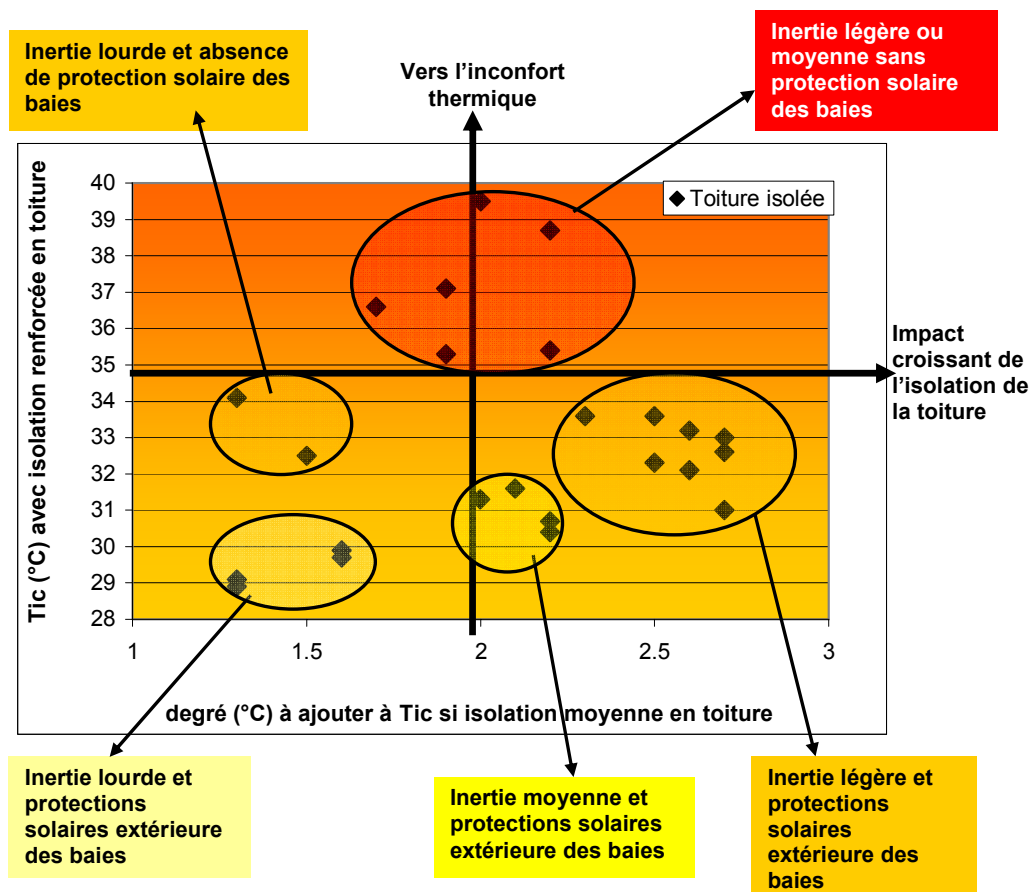 Inertie lourde et absence
de protection solaire des
baies
Vers l'inconfort
thermique
Inertie légère ou
moyenne sans
protection solaire
des baies
Tic (°C) avec isolation renforcée en toiture
40
39
38
37
36
35
34
33
32
31
30
29
28
Toiture isolée
Impact
croissant de
l'isolation de
la toiture
1
1.5
2
2.5
3
degré (°C) à ajouter à Tic si isolation moyenne en toiture
Inertie lourde et
protections
solaires extérieure
des baies
Inertie moyenne et
protections solaires
extérieure des baies
Inertie légère et
protections
solaires
extérieure des
baies